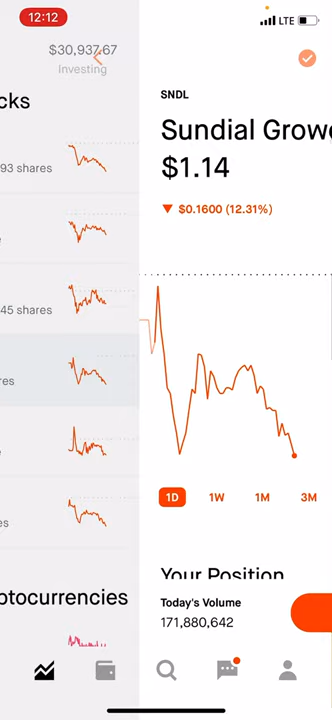 12:12
LTE
$30,937.67
Investing
cks
93 shares
e
45 shares
res
e
es
ptocurrencies
SNDL
Sundial Grow
$1.14
▼ $0.1600 (12.31%)
1D 1W 1M 3M
Your Position
Today's Volume
171,880,642